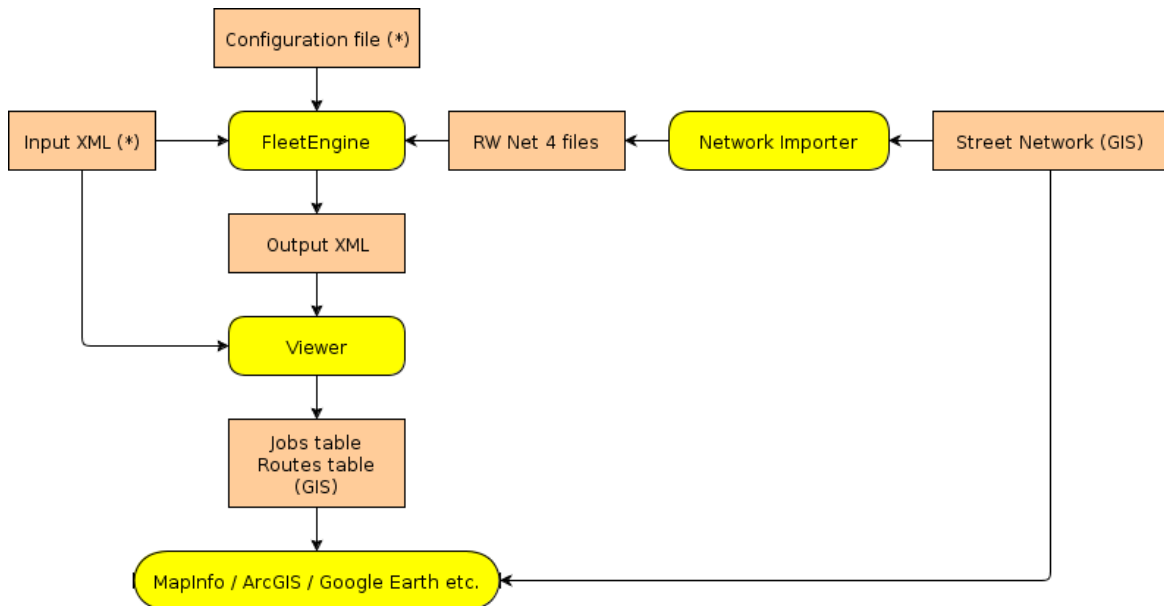 Configuration file (*)
Input XML (*)
FleetEngine
RW Net 4 files
Network Importer
Street Network (GIS)
Output XML
Viewer
Jobs table
Routes table
(GIS)
MapInfo / ArcGIS / Google Earth etc.